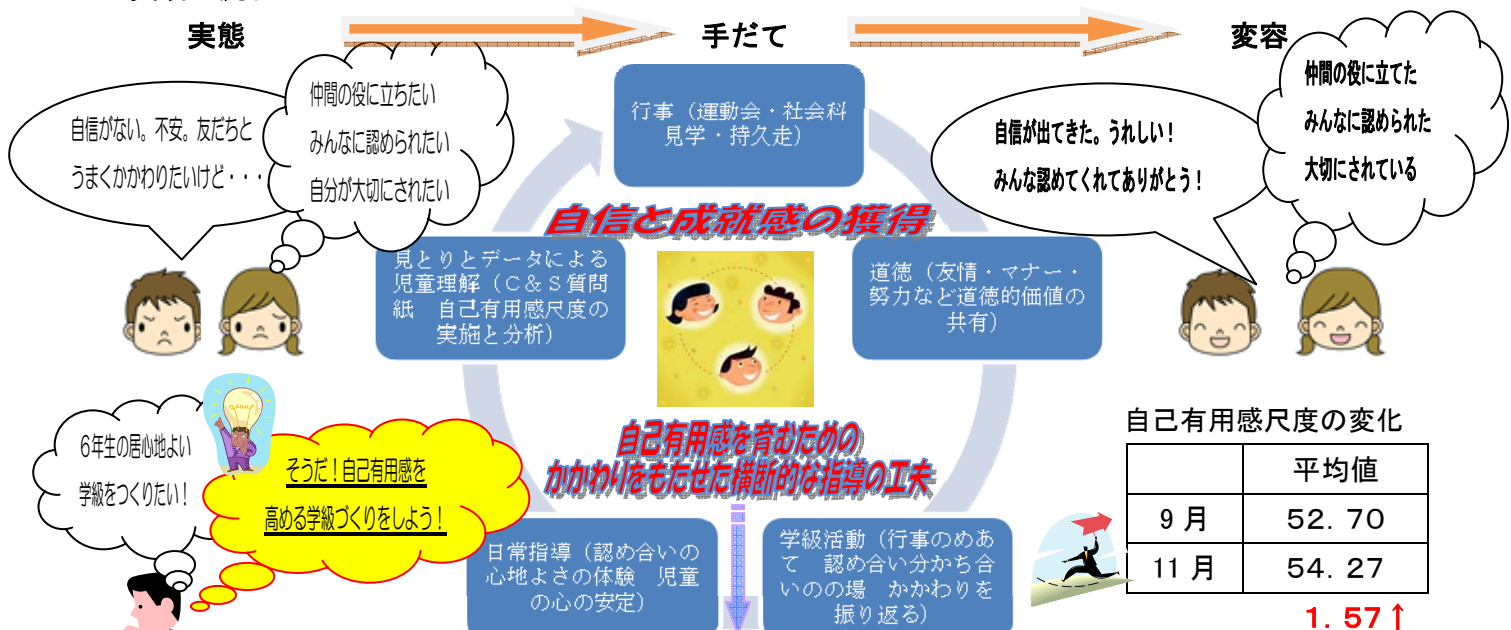 実態
手だて
変容
自信がない。不安。友だちと
うまくかかわりたいけど・・・
仲間の役に立ちたい
みんなに認められたい
自分が大切にされたい
行事（運動会・社会科
見学・持久走）
自信が出てきた。うれしい！
みんな認めてくれてありがとう！
仲間の役に立てた
みんなに認められた
大切にされている
自信と成就感の獲得
見とりとデータによる
児童理解（Ｃ＆Ｓ質問
紙　自己有用感尺度の
実施と分析）
道徳（友情・マナー・
努力など道徳的価値の
共有）
6年生の居心地よい
学級をつくりたい！
そうだ！自己有用感を
高める学級づくりをしよう！
自己有用感を育むための
かかわりをもたせた横断的な指導の工夫
日常指導（認め合いの
心地よさの体験　児童
の心の安定）
学級活動（行事のめあ
て　認め合い分かち合
いのの場　かかわりを
振り返る）
自己有用感尺度の変化
平均値
9 月　52．70
11 月　54．27
1．57↑